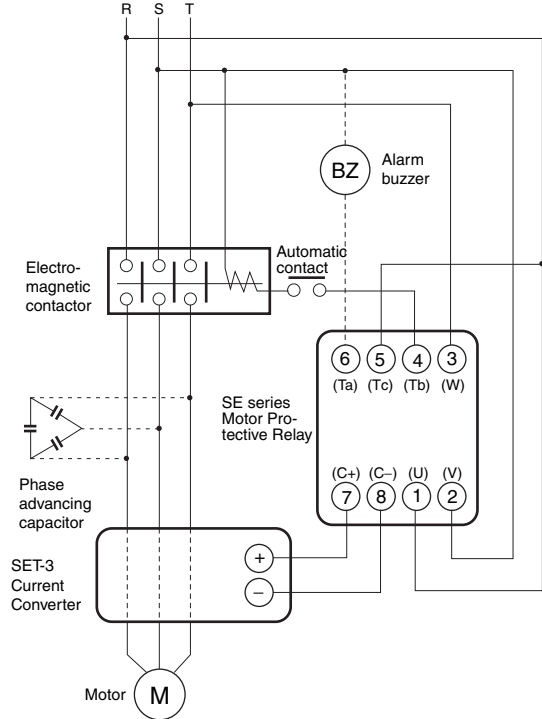 R S T
BZ
Alarm
buzzer
Automatic
contact
Electro-
magnetic
contactor
6 5 4 3
(Ta) (Tc) (Tb) (W)
SE series
Motor Pro-
tective Relay
(C+) (C−) (U) (V)
7 8 1 2
Phase
advancing
capacitor
SET-3
Current
Converter
+
−
Motor
M